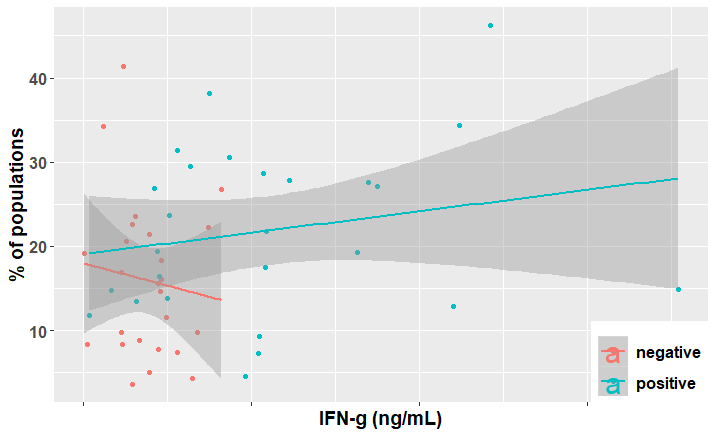 40
30
20
10
% of populations
IFN-g (ng/mL)
a negative
a positive